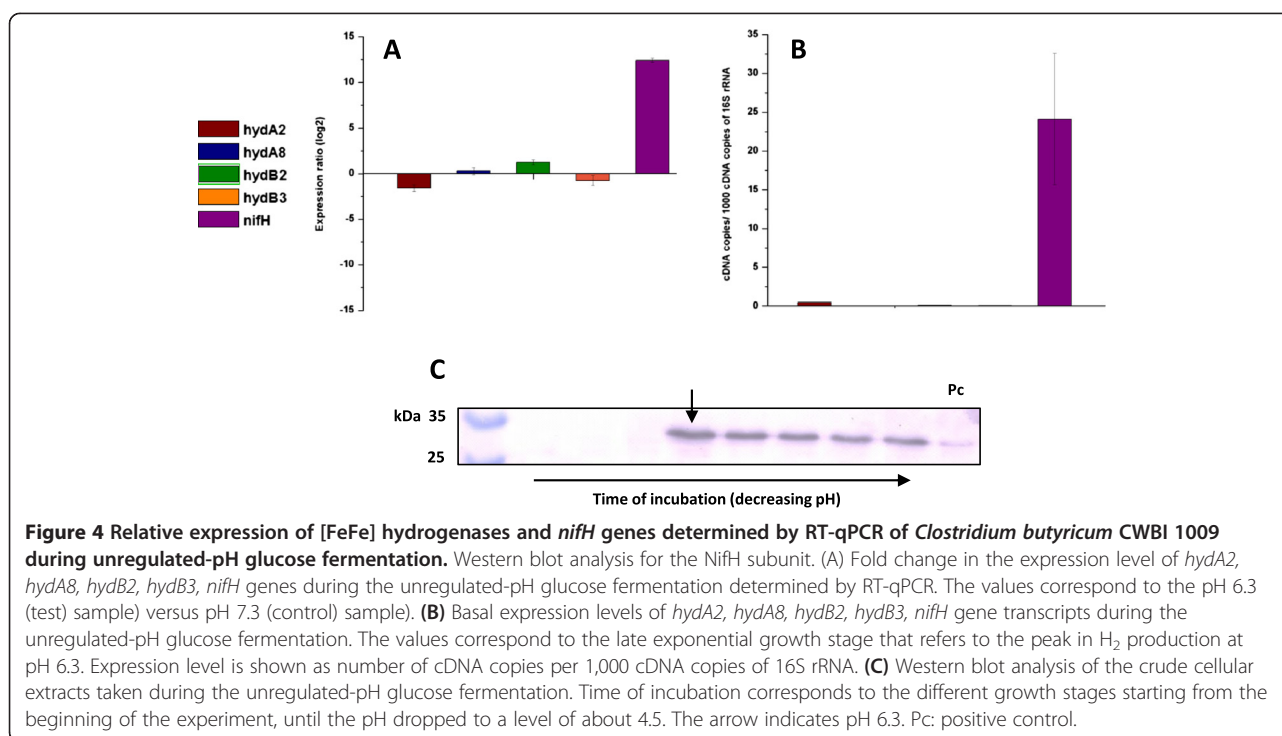 A
B
hydA2
hydA8
hydB2
hydB3
nifH
Expression ratio (log2)
15
10
5
0
-5
-10
-15
cDNA copies/ 1000 cDNA copies of 16S rRNA
35
30
25
20
15
10
5
0
C
Pc
kDa 35
25
Time of incubation (decreasing pH)
Figure 4 Relative expression of [FeFe] hydrogenases and nifH genes determined by RT-qPCR of Clostridium butyricum CWBI 1009
during unregulated-pH glucose fermentation. Western blot analysis for the NifH subunit. (A) Fold change in the expression level of hydA2,
hydA8, hydB2, hydB3, nifH genes during the unregulated-pH glucose fermentation determined by RT-qPCR. The values correspond to the pH 6.3
(test) sample) versus pH 7.3 (control) sample). (B) Basal expression levels of hydA2, hydA8, hydB2, hydB3, nifH gene transcripts during the
unregulated-pH glucose fermentation. The values correspond to the late exponential growth stage that refers to the peak in H₂ production at
pH 6.3. Expression level is shown as number of cDNA copies per 1,000 cDNA copies of 16S rRNA. (C) Western blot analysis of the crude cellular
extracts taken during the unregulated-pH glucose fermentation. Time of incubation corresponds to the different growth stages starting from the
beginning of the experiment, until the pH dropped to a level of about 4.5. The arrow indicates pH 6.3. Pc: positive control.